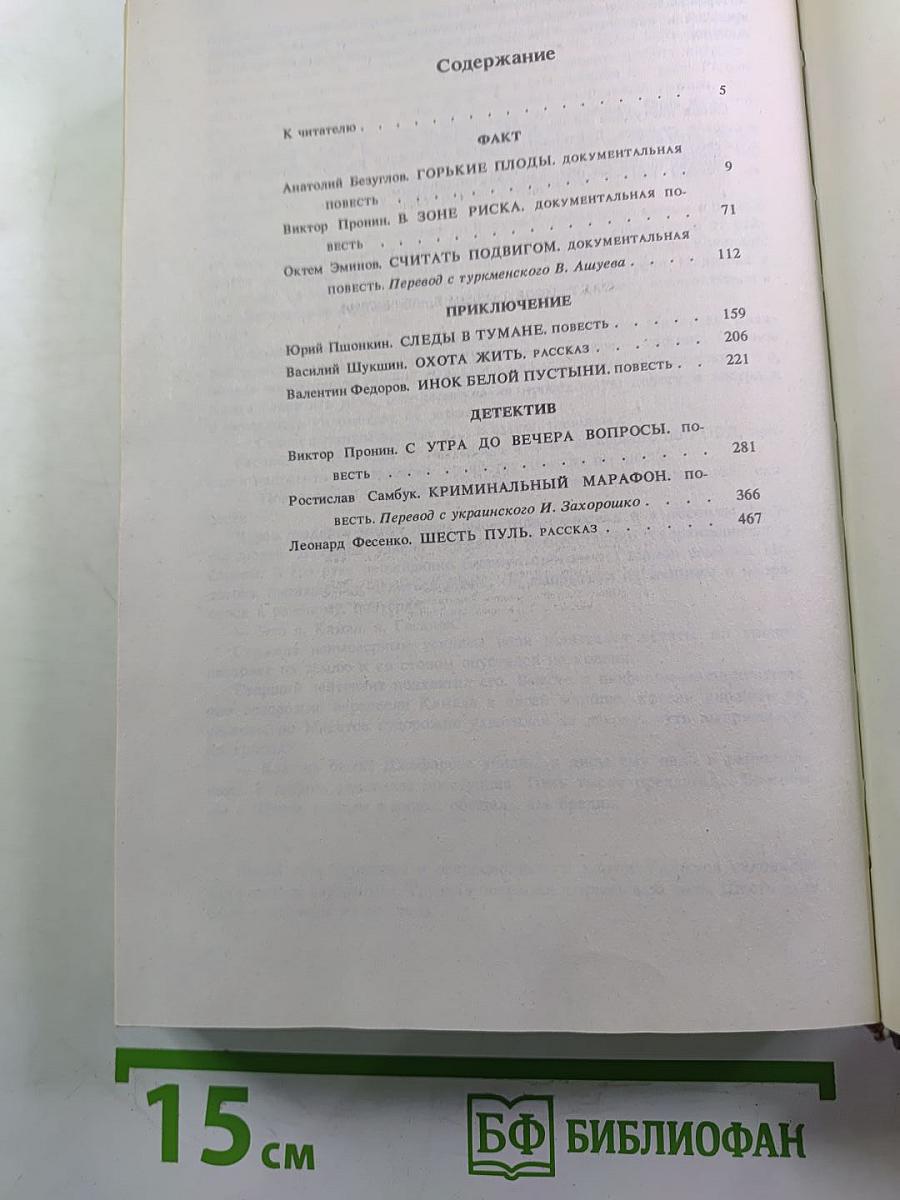 Содержание
К читателю . . . . . . . . . . . . . . . . . 5
ФАКТ
Анатолий Безуглов. ГОРЬКИЕ ПЛОДЫ. ДОКУМЕНТАЛЬНАЯ
ПОВЕСТЬ . . . . . . . . . . . . . . . 9
Виктор Пронин. В ЗОНЕ РИСКА. ДОКУМЕНТАЛЬНАЯ ПО-
ВЕСТЬ . . . . . . . . . . . . . . . . 71
Октем Эминов. СЧИТАТЬ ПОДВИГОМ. ДОКУМЕНТАЛЬНАЯ
ПОВЕСТЬ. Перевод с туркменского В. Ашуева . . . . 112
ПРИКЛЮЧЕНИЕ
Юрий Пшонкин. СЛЕДЫ В ТУМАНЕ. ПОВЕСТЬ . . . . . 159
Василий Шукшин. ОХОТА ЖИТЬ. РАССКАЗ . . . . . . 206
Валентин Федоров. ИНОК БЕЛОЙ ПУСТЫНИ. ПОВЕСТЬ . . 221
ДЕТЕКТИВ
Виктор Пронин. С УТРА ДО ВЕЧЕРА ВОПРОСЫ. ПО-
ВЕСТЬ . . . . . . . . . . . . . . . . 281
Ростислав Самбук. КРИМИНАЛЬНЫЙ МАРАФОН. ПО-
ВЕСТЬ. Перевод с украинского И. Захорошко . . . . 366
Леонард Фесенко. ШЕСТЬ ПУЛЬ. РАССКАЗ . . . . . . 467
15 см
БФ БИБЛИОФАН